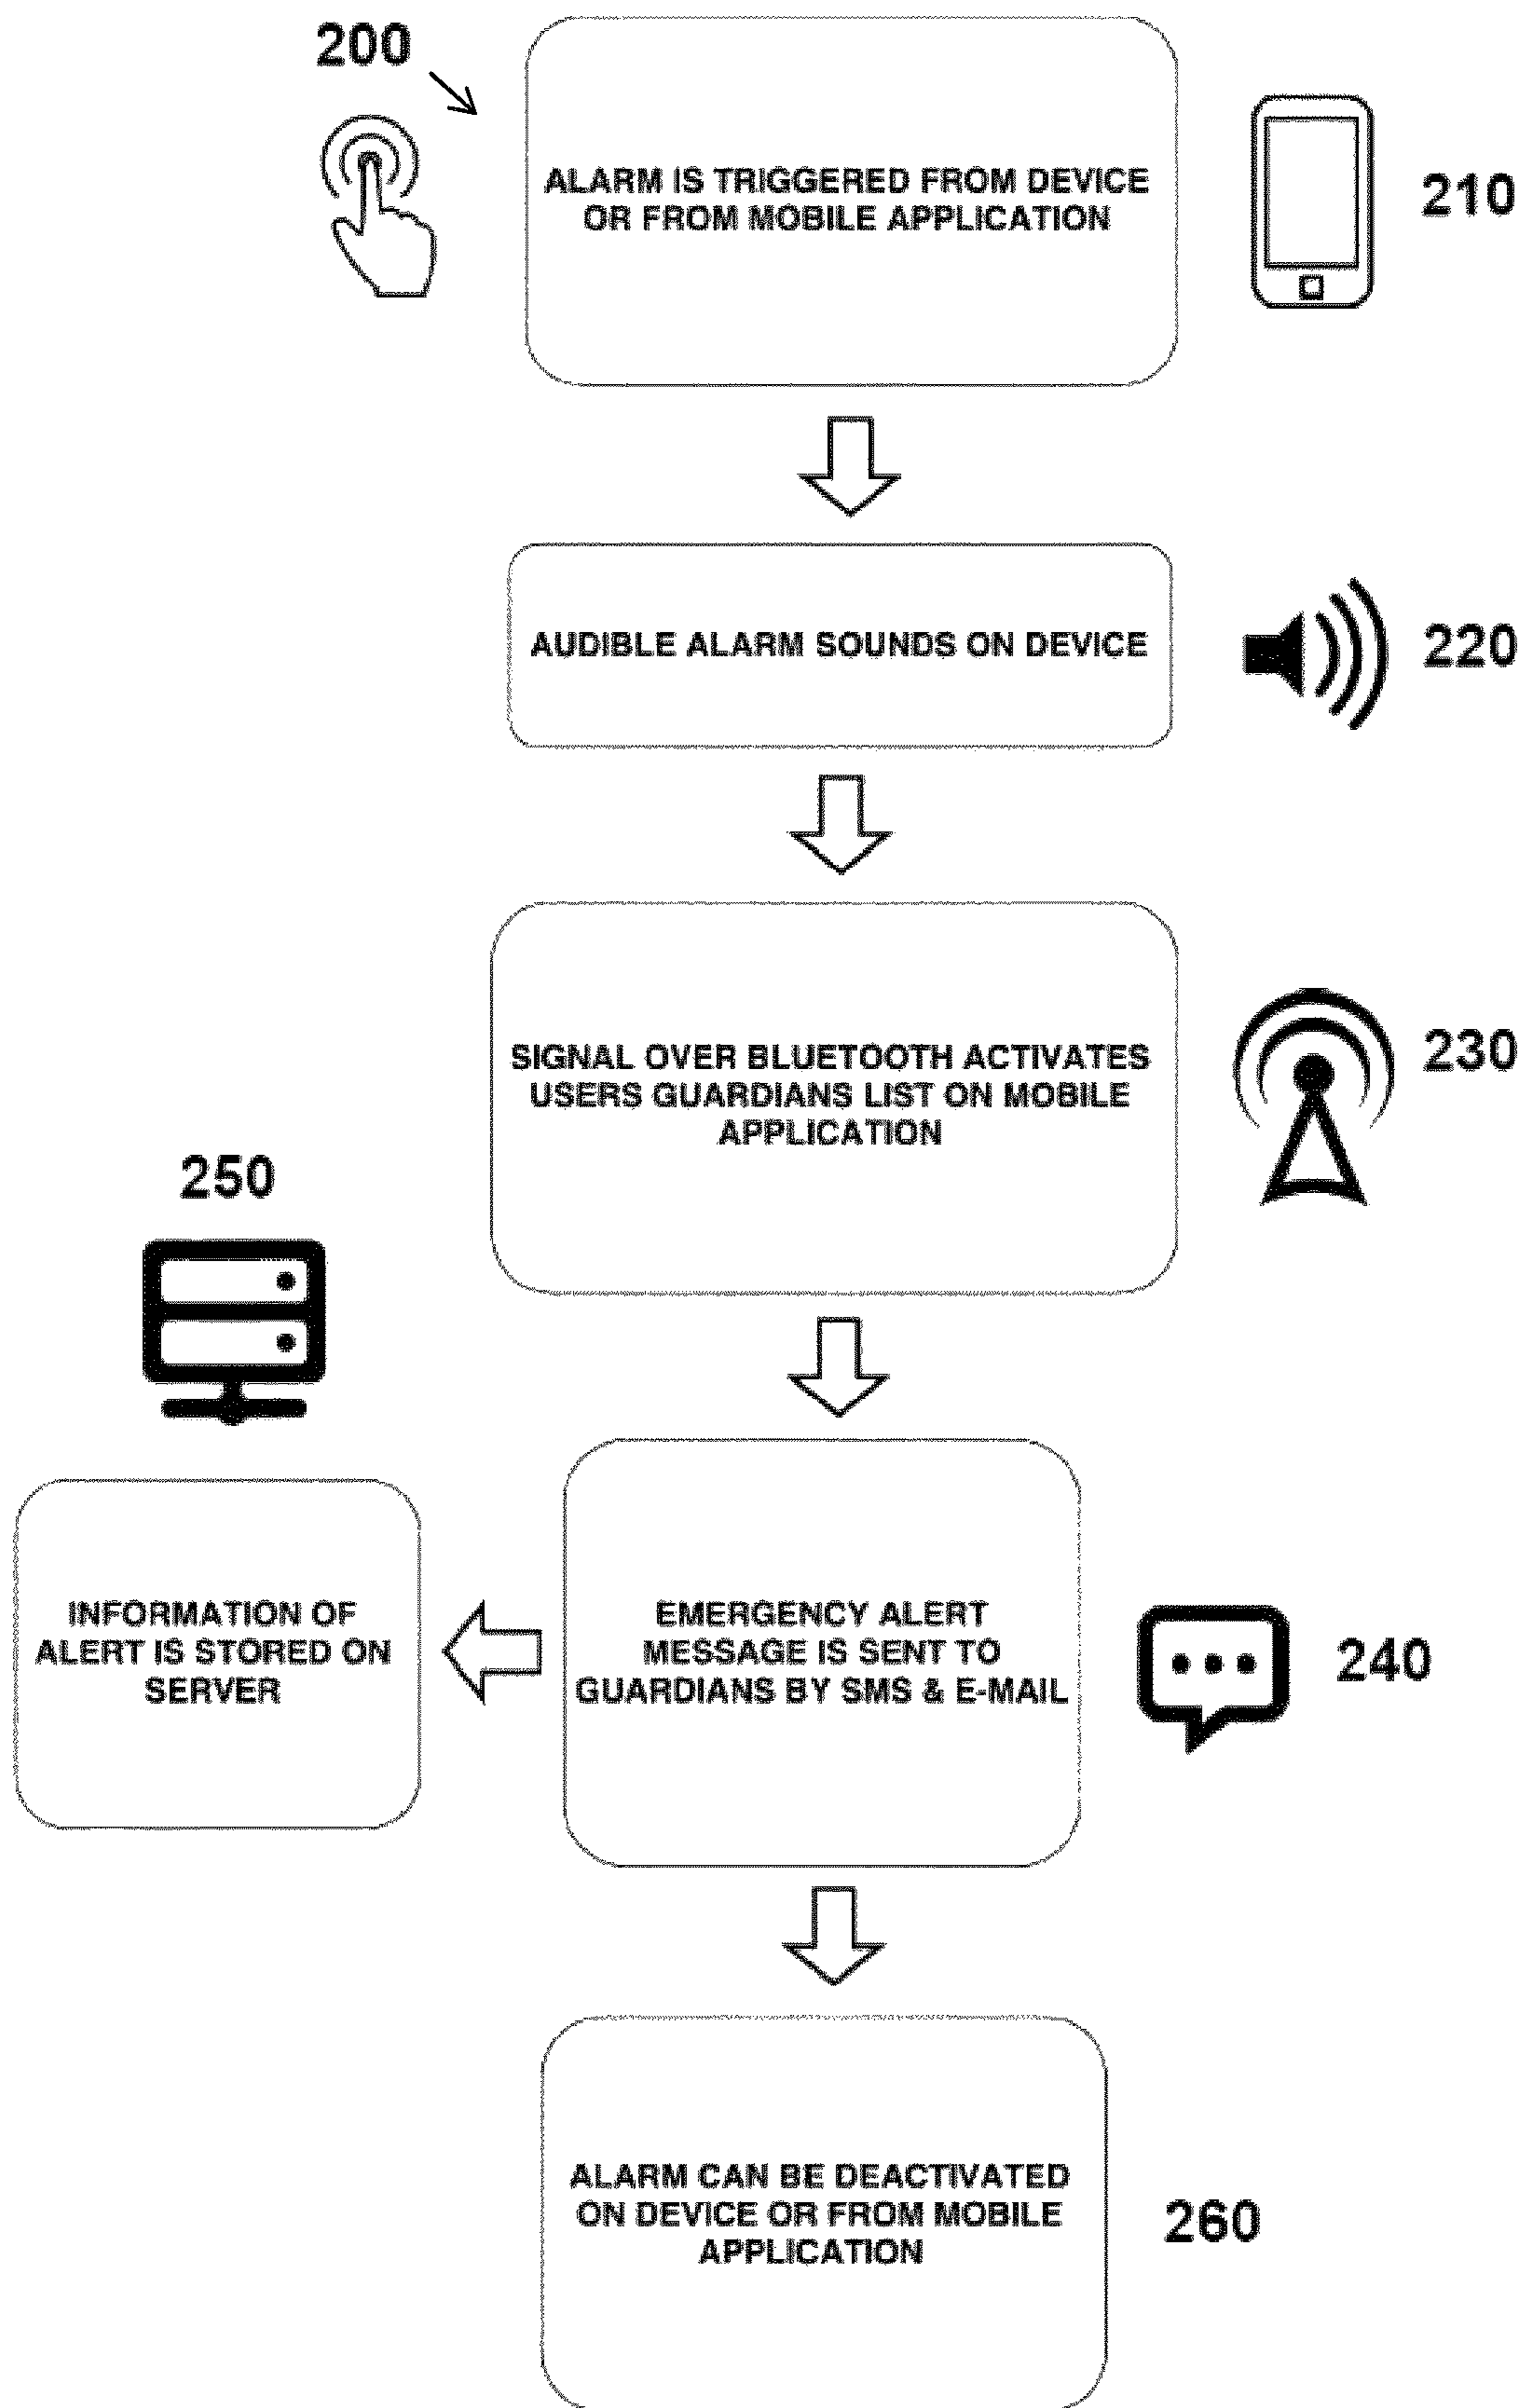 200
ALARM IS TRIGGERED FROM DEVICE
OR FROM MOBILE APPLICATION
210
AUDIBLE ALARM SOUNDS ON DEVICE
220
SIGNAL OVER BLUETOOTH ACTIVATES
USERS GUARDIANS LIST ON MOBILE
APPLICATION
230
250
INFORMATION OF
ALERT IS STORED ON
SERVER
EMERGENCY ALERT
MESSAGE IS SENT TO
GUARDIANS BY SMS & E-MAIL
240
ALARM CAN BE DEACTIVATED
ON DEVICE OR FROM MOBILE
APPLICATION
260